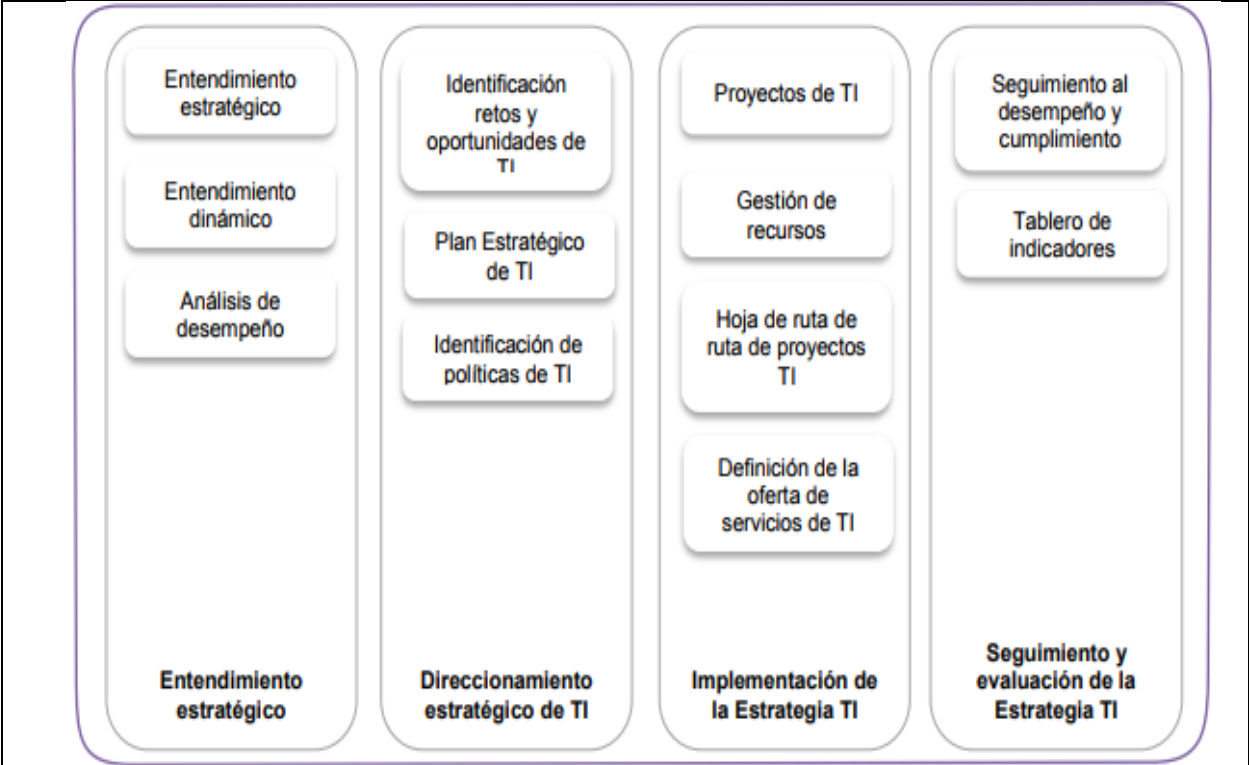 Entendimiento
estratégico
Entendimiento
dinámico
Análisis de
desempeño
Entendimiento
estratégico
Identificación
retos y
oportunidades de
TI
Plan Estratégico
de TI
Identificación de
políticas de TI
Direccionamiento
estratégico de TI
Proyectos de TI
Gestión de
recursos
Hoja de ruta de
ruta de proyectos
TI
Definición de la
oferta de
servicios de TI
Implementación de
la Estrategia TI
Seguimiento al
desempeño y
cumplimiento
Tablero de
indicadores
Seguimiento y
evaluación de la
Estrategia TI